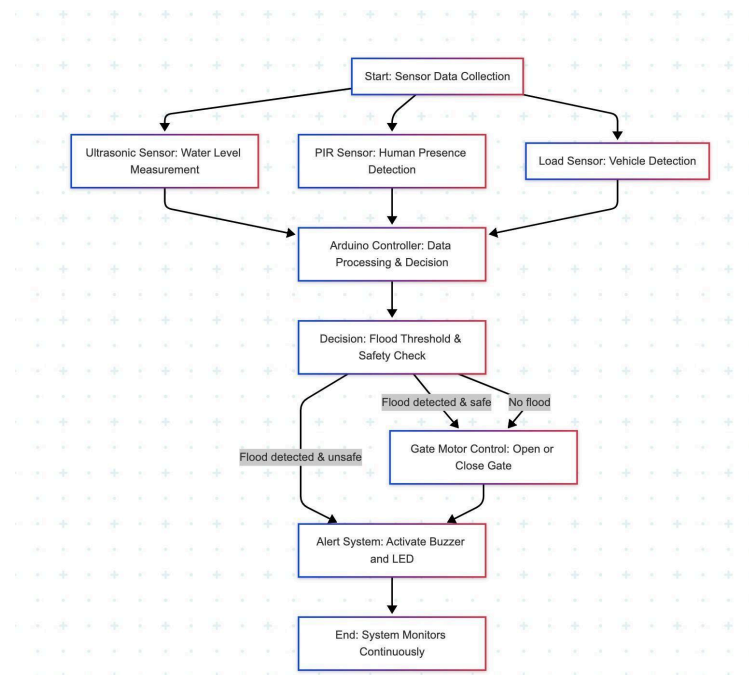 Start: Sensor Data Collection
Ultrasonic Sensor: Water Level
Measurement
PIR Sensor: Human Presence
Detection
Load Sensor: Vehicle Detection
Arduino Controller: Data
Processing & Decision
Decision: Flood Threshold &
Safety Check
Flood detected & safe
No flood
Flood detected & unsafe
Gate Motor Control: Open or
Close Gate
Alert System: Activate Buzzer
and LED
End: System Monitors
Continuously